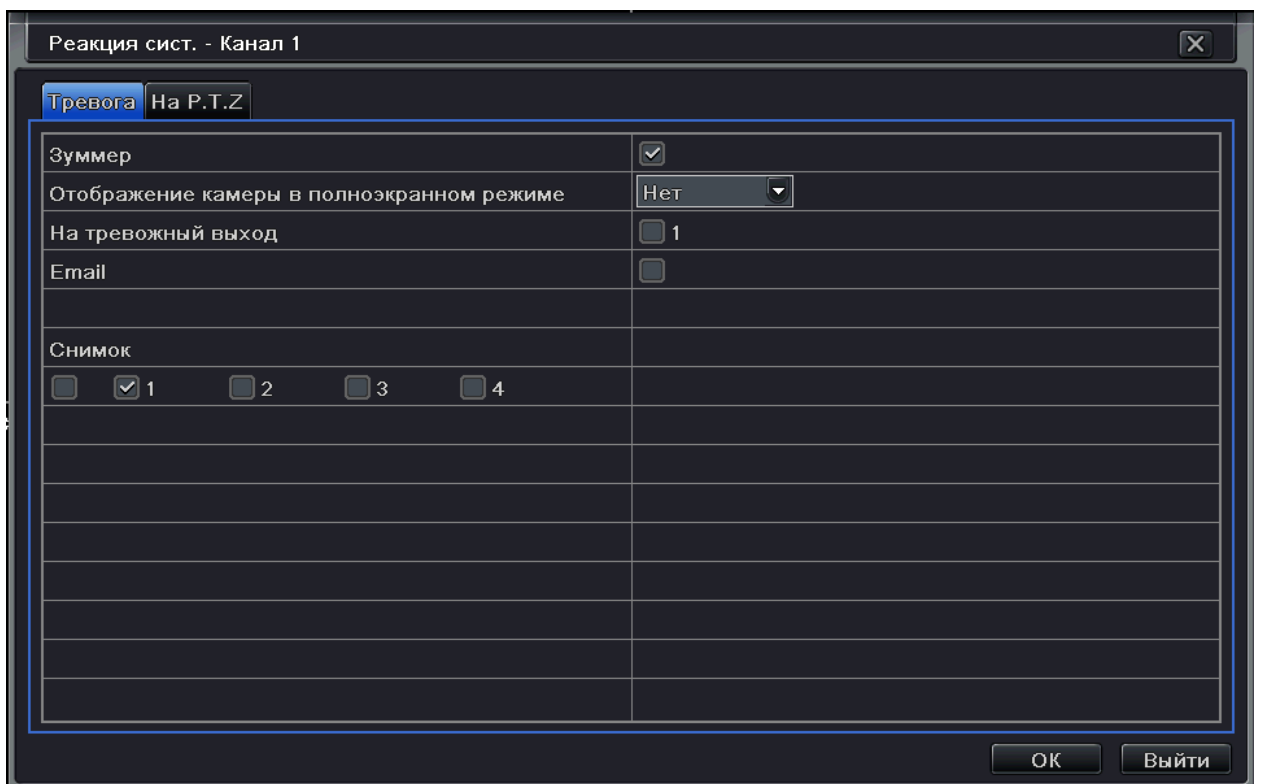 Реакция сист. - Канал 1
Тревога На P.T.Z
Зуммер
Отображение камеры в полноэкранном режиме Нет
На тревожный выход 1
Email
Снимок
1 2 3 4
ОК Выйти